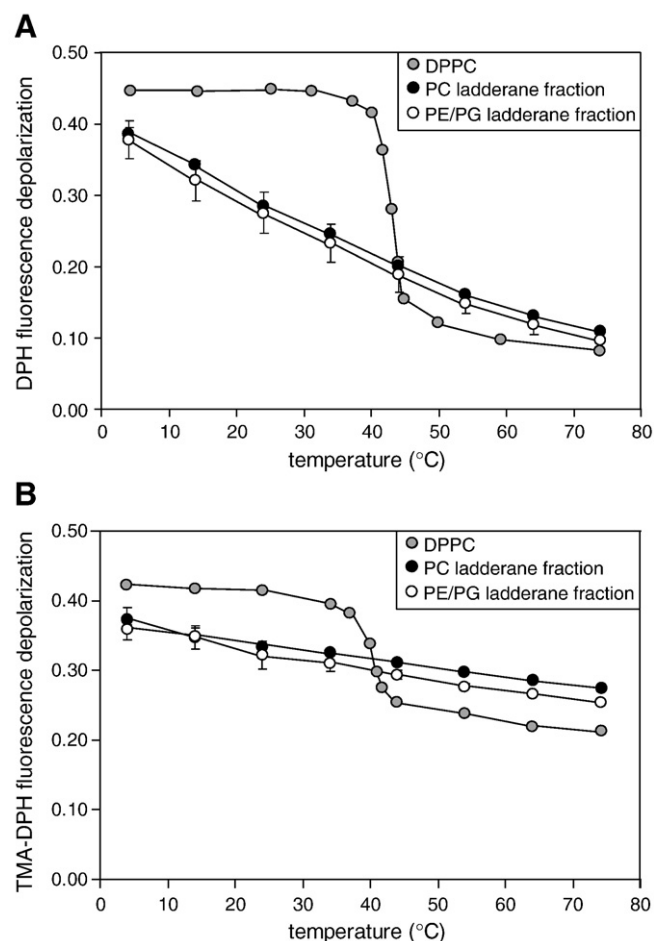 A
0.50
0.40
0.30
0.20
0.10
0.00
DPH fluorescence depolarization
DPPC
PC ladderane fraction
PE/PG ladderane fraction
0 10 20 30 40 50 60 70 80
temperature (°C)
B
0.50
0.40
0.30
0.20
0.10
0.00
TMA-DPH fluorescence depolarization
DPPC
PC ladderane fraction
PE/PG ladderane fraction
0 10 20 30 40 50 60 70 80
temperature (°C)